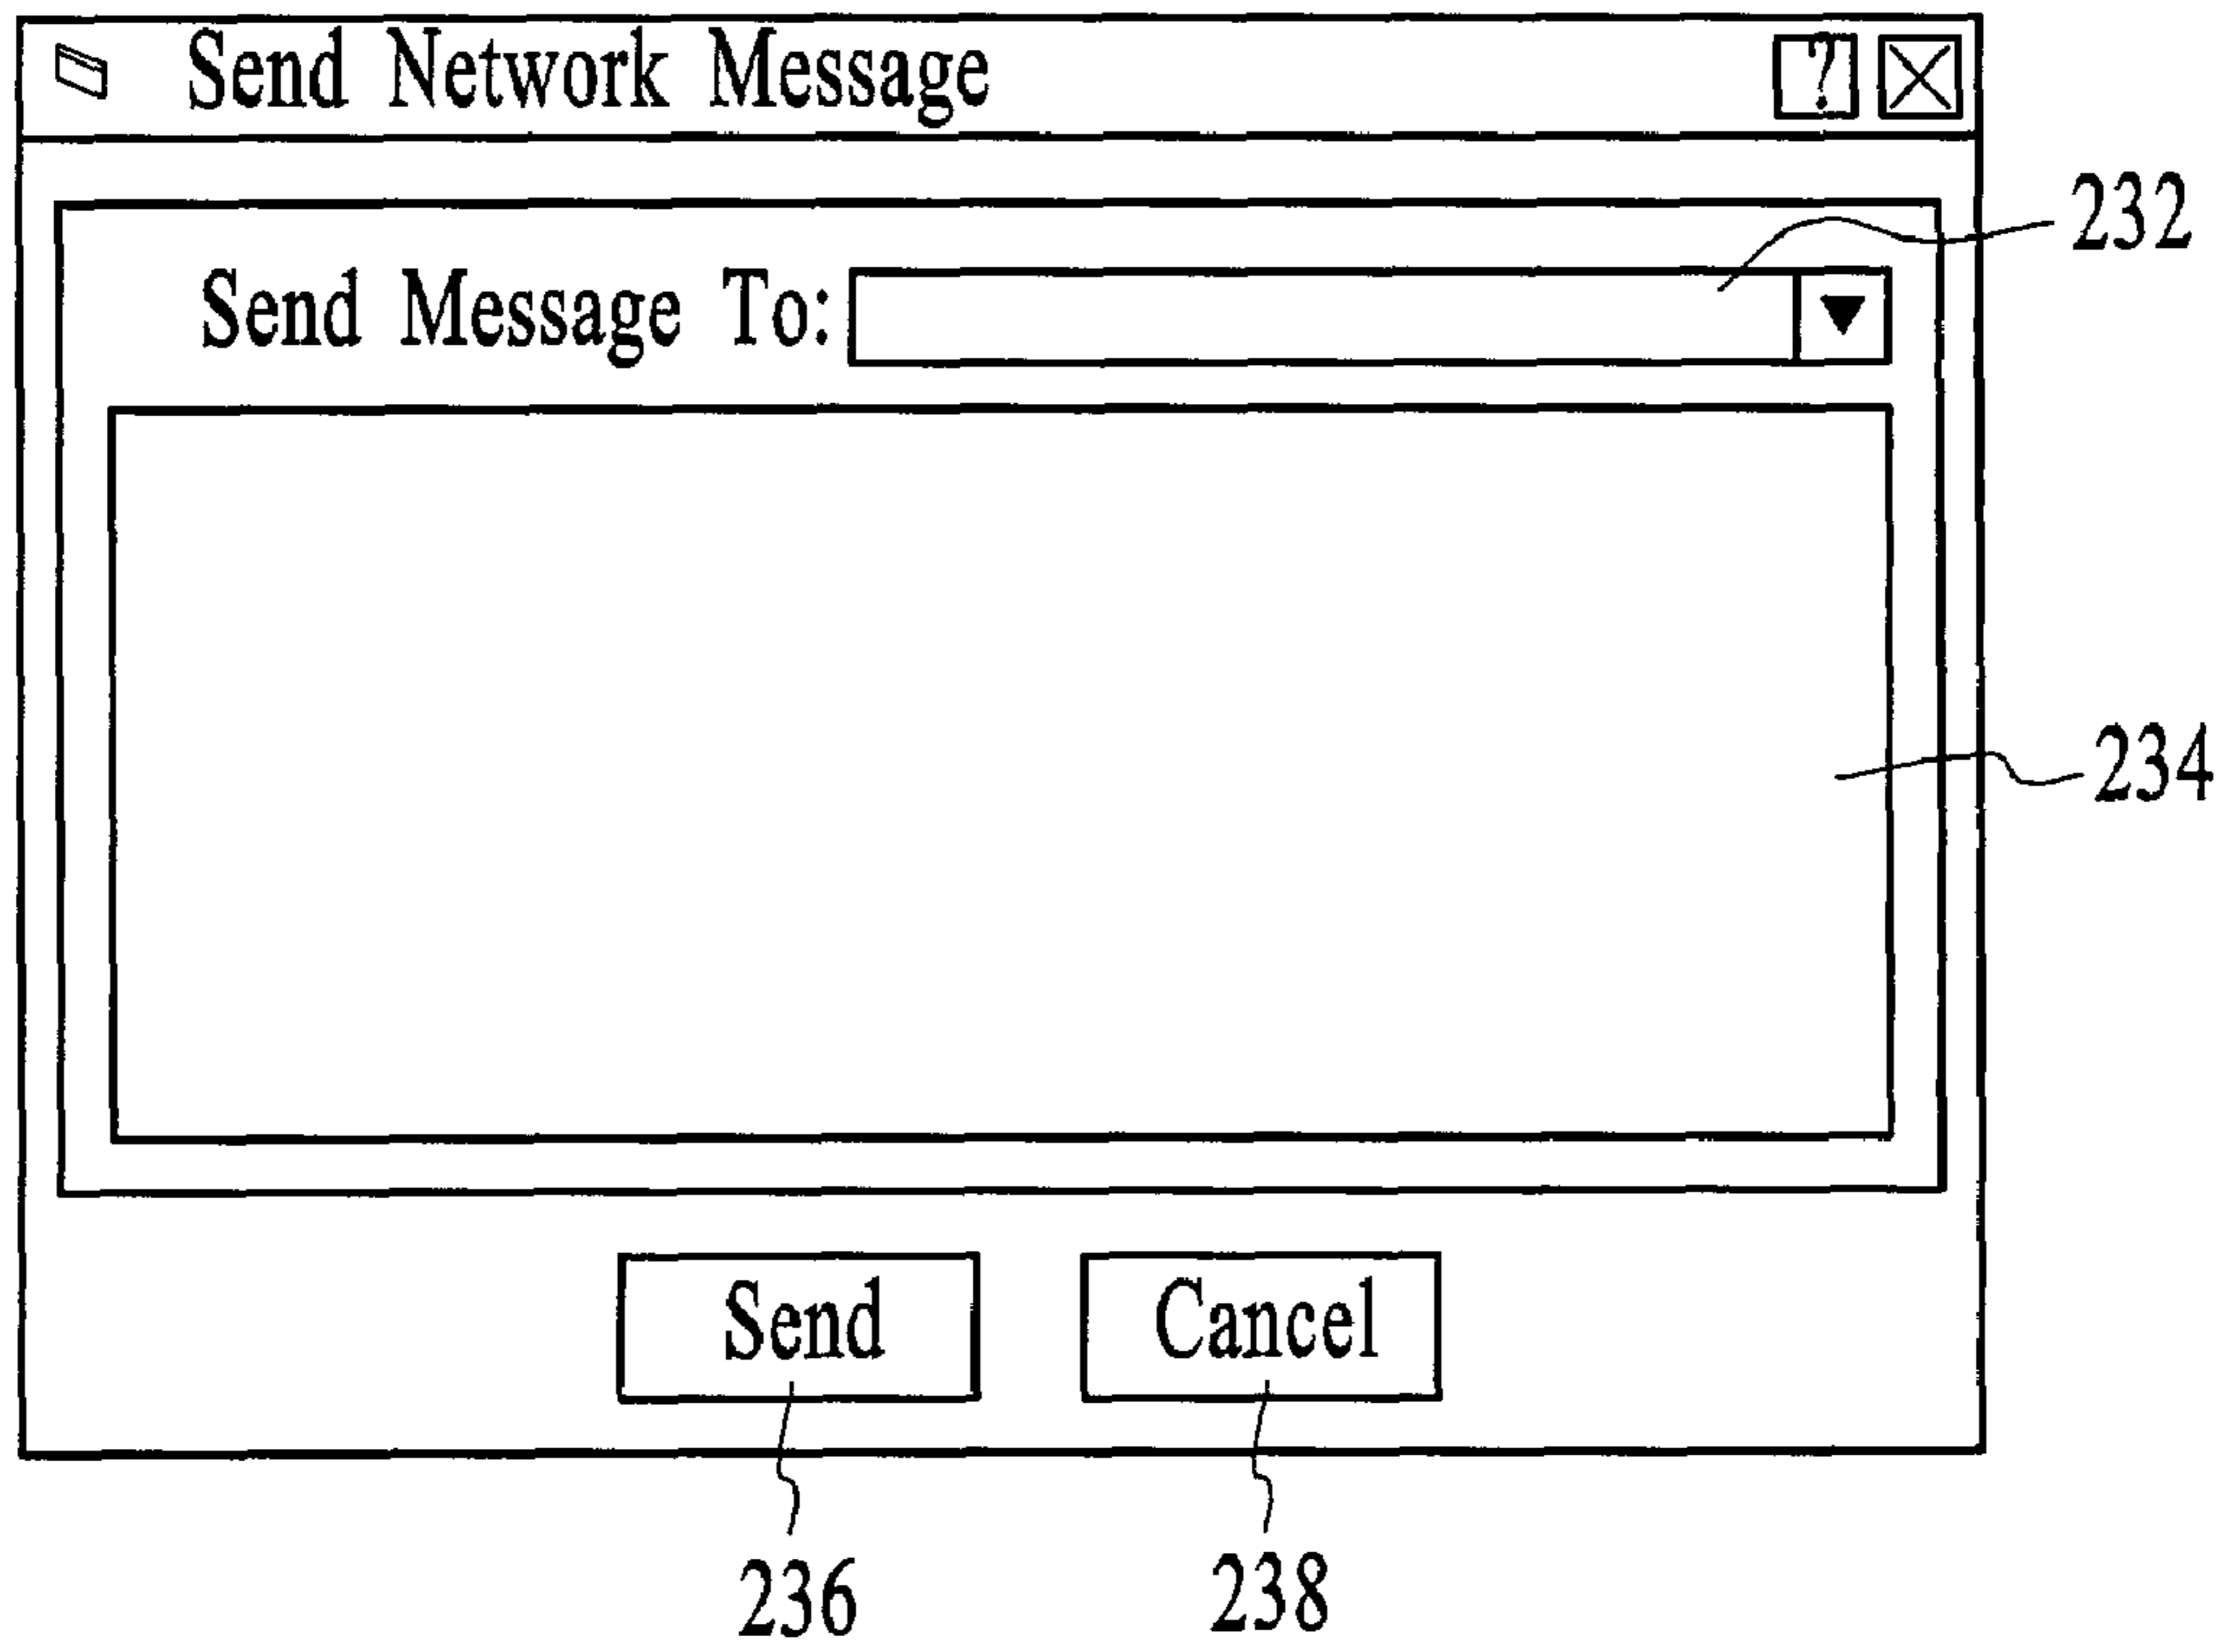 Send Network Message ?
232
Send Message To:
234
Send Cancel
236 238